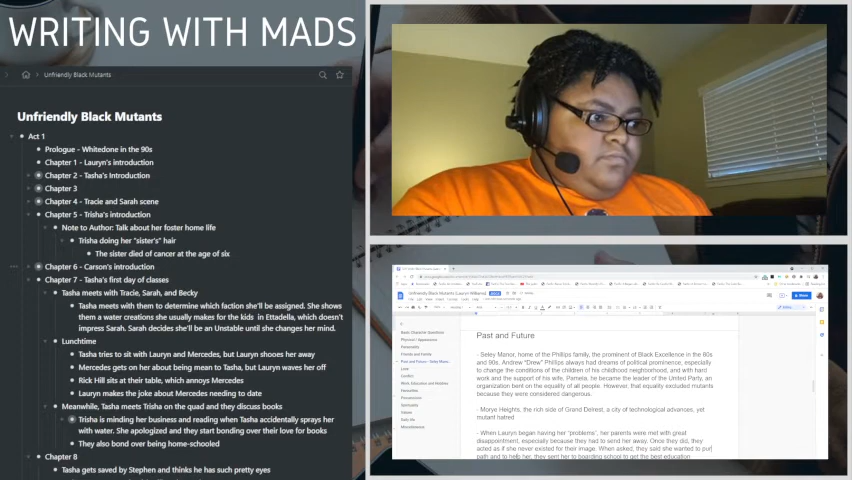 WRITING WITH MADS
Unfriendly Black Mutants
Unfriendly Black Mutants
Act 1
Prologue - Whitedone in the 90s
Chapter 1 - Lauryn's introduction
Chapter 2 - Tasha's Introduction
Chapter 3
Chapter 4 - Tracie and Sarah scene
Chapter 5 - Trisha's introduction
Note to Author: Talk about her foster home life
Trisha doing her "sister's" hair
The sister died of cancer at the age of six
Chapter 6 - Carson's introduction
Chapter 7 - Tasha's first day of classes
Tasha meets with Tracie, Sarah, and Becky
Tasha meets with them to determine which faction she'll be assigned. She shows
them a water creations she usually makes for the kids in Ettadella, which doesn't
impress Sarah. Sarah decides she'll be an Unstable until she changes her mind.
Lunchtime
Tasha tries to sit with Lauryn and Mercedes, but Lauryn shooes her away
Mercedes gets on her about being mean to Tasha, but Lauryn waves her off
Rick Hill sits at their table, which annoys Mercedes
Lauryn makes the joke about Mercedes needing to date
Meanwhile, Tasha meets Trisha on the quad and they discuss books
Trisha is minding her business and reading when Tasha accidentally sprays her
with water. She apologized and they start bonding over their love for books
They also bond over being home-schooled
Chapter 8
Tasha gets saved by Stephen and thinks he has such pretty eyes
Past and Future
- Seley Manor, home of the Phillips family, the prominent of Black Excellence in the 80s
and 90s. Andrew "Drew" Phillips always had dreams of political prominence, especially
to change the conditions of the children of his childhood neighborhood, and with hard
work and the support of his wife, Pamela, he became the leader of the United Party, an
organization bent on the equality of all people. However, that equality excluded mutants
because they were considered dangerous.
- Morye Heights, the rich side of Grand Delrest, a city of technological advances, yet
mutant hatred
- When Lauryn began having her "problems", her parents were met with great
disappointment, especially because they had to send her away. Once they did, they
acted as if she never existed for their image. When asked, they said she wanted to pur
path and to help her, they sent her to boarding school to get the best education